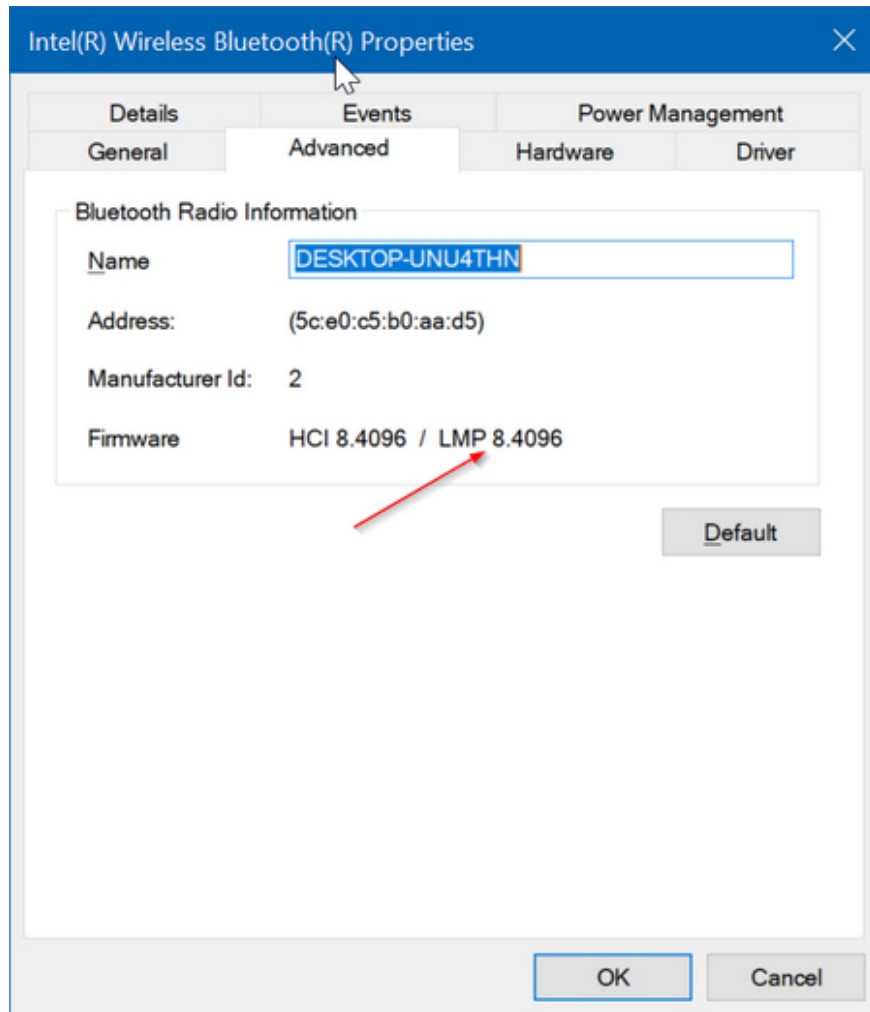 Intel(R) Wireless Bluetooth(R) Properties
Details Events Power Management
General Advanced Hardware Driver
Bluetooth Radio Information
Name DESKTOP-UNU4THN
Address: (5c:e0:c5:b0:aa:d5)
Manufacturer Id: 2
Firmware HCI 8.4096 / LMP 8.4096
Default
OK Cancel